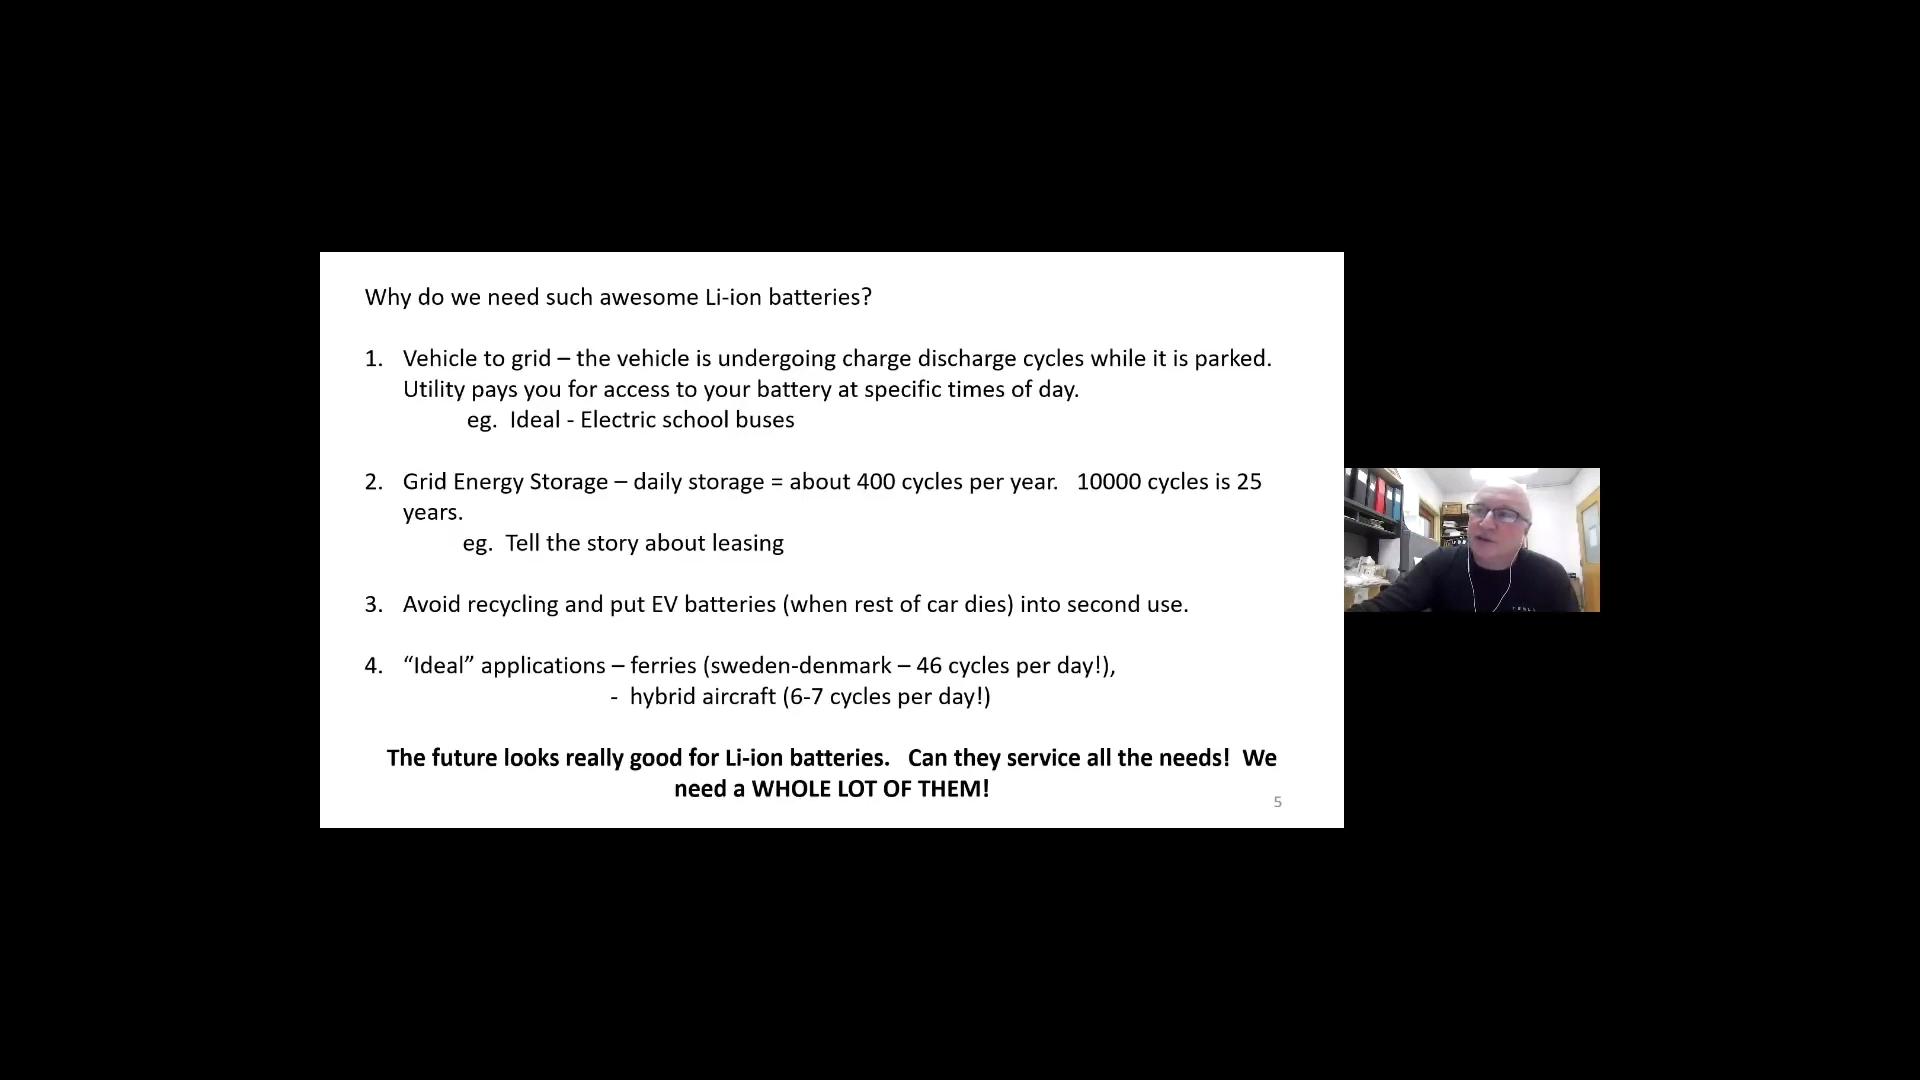 Why do we need such awesome Li-ion batteries?
1. Vehicle to grid – the vehicle is undergoing charge discharge cycles while it is parked.
Utility pays you for access to your battery at specific times of day.
eg. Ideal - Electric school buses
2. Grid Energy Storage – daily storage = about 400 cycles per year. 10000 cycles is 25
years.
eg. Tell the story about leasing
3. Avoid recycling and put EV batteries (when rest of car dies) into second use.
4. “Ideal” applications – ferries (sweden-denmark – 46 cycles per day!),
- hybrid aircraft (6-7 cycles per day!)
The future looks really good for Li-ion batteries. Can they service all the needs! We
need a WHOLE LOT OF THEM!
5